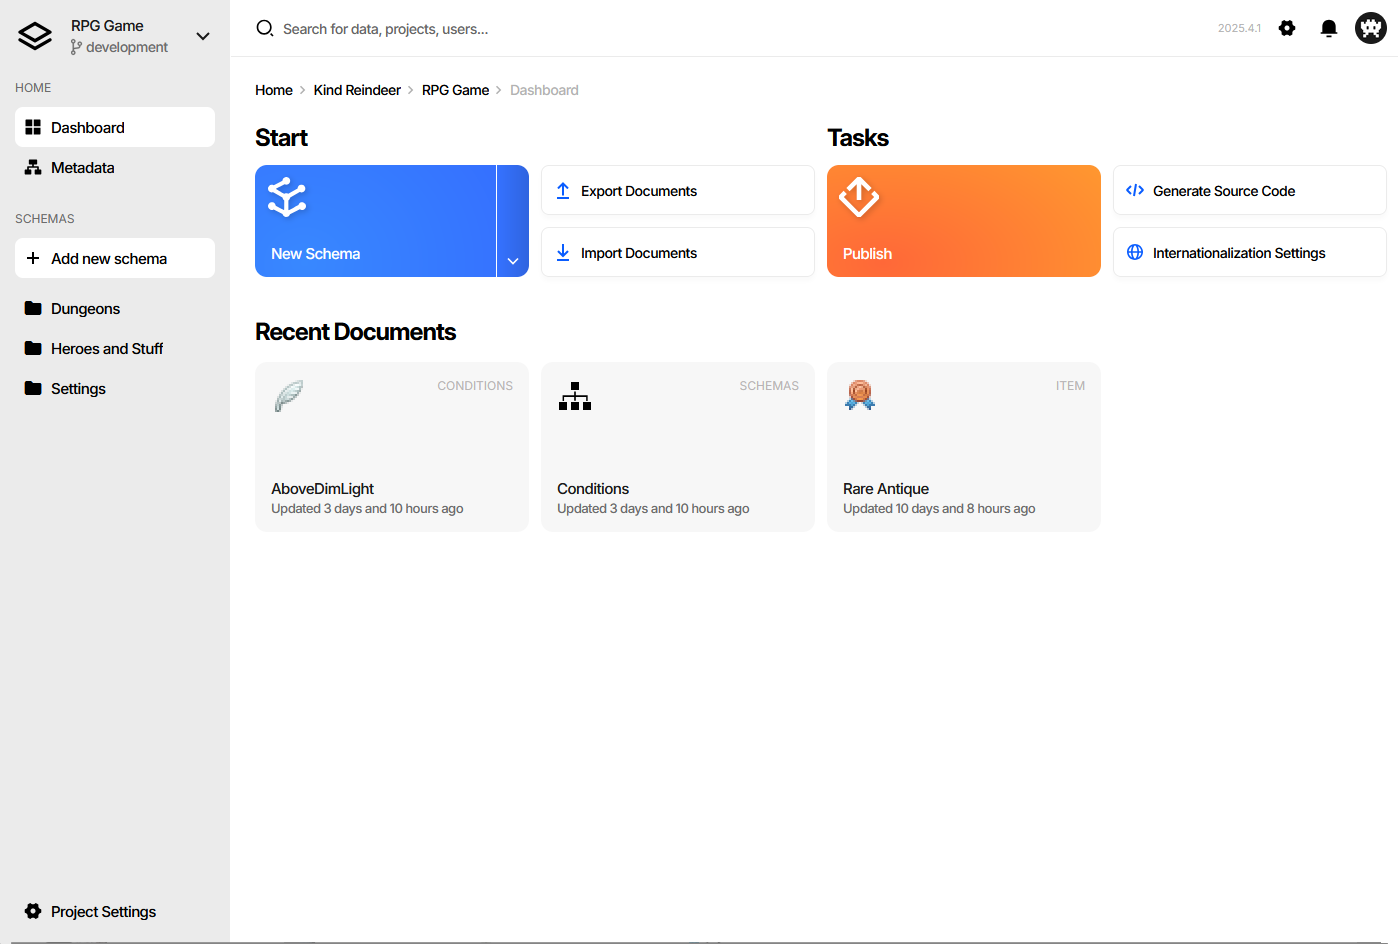 RPG Game
development
HOME
Dashboard
Metadata
SCHEMAS
Add new schema
Dungeons
Heroes and Stuff
Settings
Project Settings
Search for data, projects, users...
2025.4.1
Home > Kind Reindeer > RPG Game > Dashboard
Start
New Schema
Export Documents
Import Documents
Tasks
Publish
Generate Source Code
Internationalization Settings
Recent Documents
CONDITIONS
AboveDimLight
Updated 3 days and 10 hours ago
SCHEMAS
Conditions
Updated 3 days and 10 hours ago
ITEM
Rare Antique
Updated 10 days and 8 hours ago